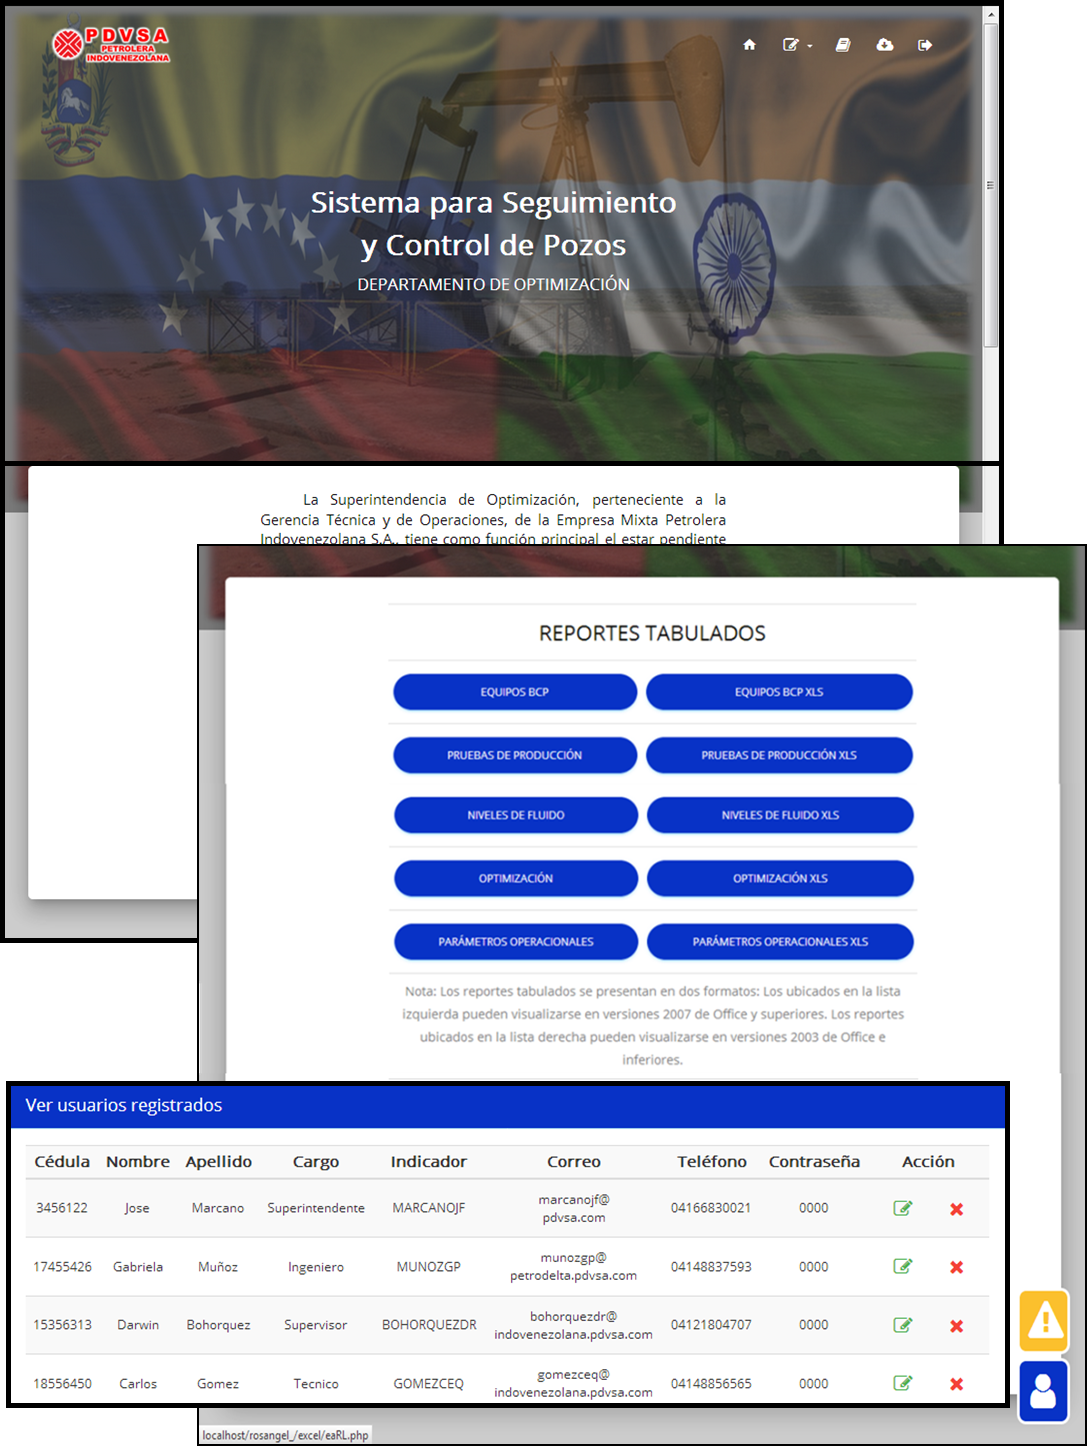 PDVSA
PETROLERA
INDOVENEZOLANA
Sistema para Seguimiento
y Control de Pozos
DEPARTAMENTO DE OPTIMIZACIÓN
La Superintendencia de Optimización, perteneciente a la
Gerencia Técnica y de Operaciones, de la Empresa Mixta Petrolera
Indovenezolana S.A., tiene como función principal el estar pendiente
REPORTES TABULADOS
EQUIPOS BCP EQUIPOS BCP XLS
PRUEBAS DE PRODUCCIÓN PRUEBAS DE PRODUCCIÓN XLS
NIVELES DE FLUIDO NIVELES DE FLUIDO XLS
OPTIMIZACIÓN OPTIMIZACIÓN XLS
PARÁMETROS OPERACIONALES PARÁMETROS OPERACIONALES XLS
Nota: Los reportes tabulados se presentan en dos formatos: Los ubicados en la lista
izquierda pueden visualizarse en versiones 2007 de Office y superiores. Los reportes
ubicados en la lista derecha pueden visualizarse en versiones 2003 de Office e
inferiores.
Ver usuarios registrados
Cédula Nombre Apellido Cargo Indicador Correo Teléfono Contraseña Acción
3456122 Jose Marcano Superintendente MARCANOJF marcanojf@
pdvsa.com 04166830021 0000
17455426 Gabriela Muñoz Ingeniero MUNOZGP munozgp@
petrodelta.pdvsa.com 04148837593 0000
15356313 Darwin Bohorquez Supervisor BOHORQUEZDR bohorquezdr@
indovenezolana.pdvsa.com 04121804707 0000
18556450 Carlos Gomez Tecnico GOMEZCEQ gomezceq@
indovenezolana.pdvsa.com 04148856565 0000
localhost/rosangel_/excel/eaRL.php